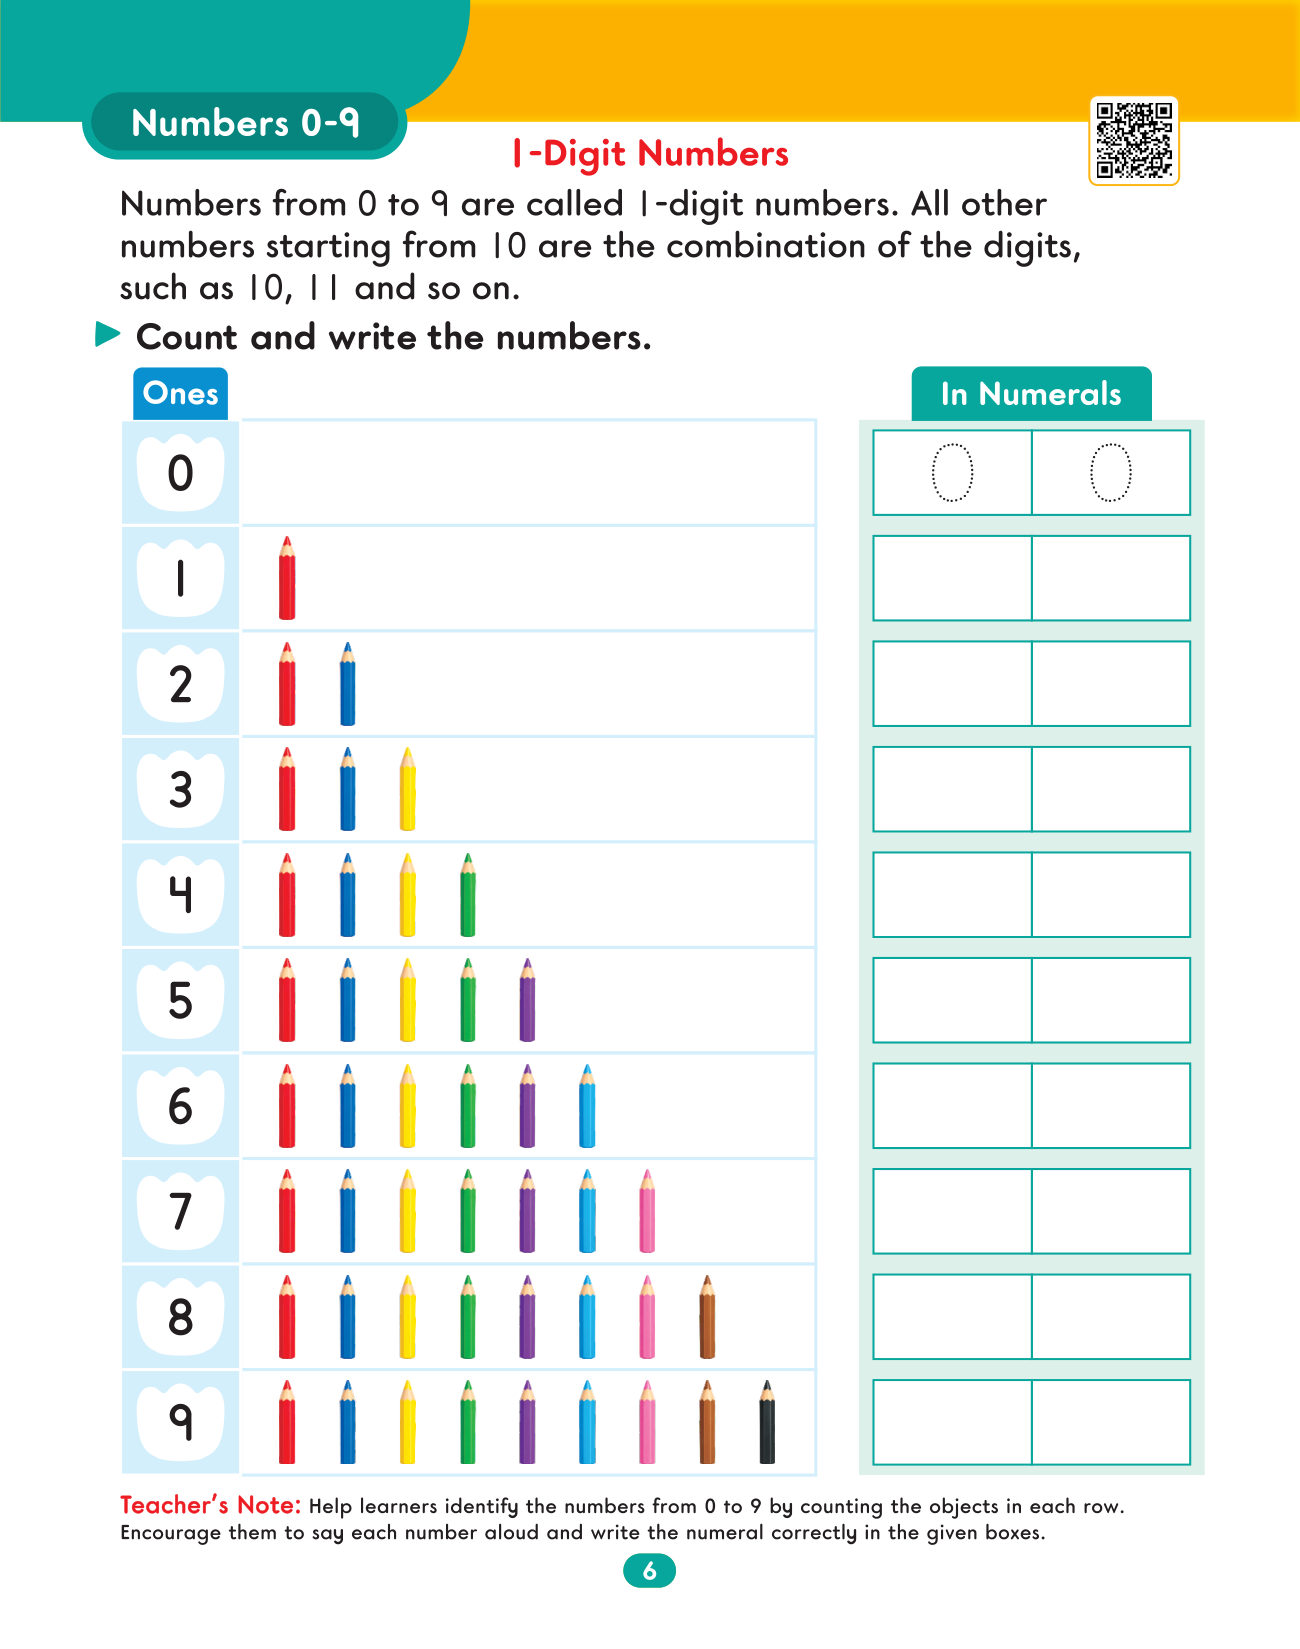 Numbers 0-9
1-Digit Numbers
Numbers from 0 to 9 are called 1-digit numbers. All other
numbers starting from 10 are the combination of the digits,
such as 10, 11 and so on.
Count and write the numbers.
Ones
In Numerals
0
0 0
1
2
3
4
5
6
7
8
9
Teacher's Note: Help learners identify the numbers from 0 to 9 by counting the objects in each row.
Encourage them to say each number aloud and write the numeral correctly in the given boxes.
6